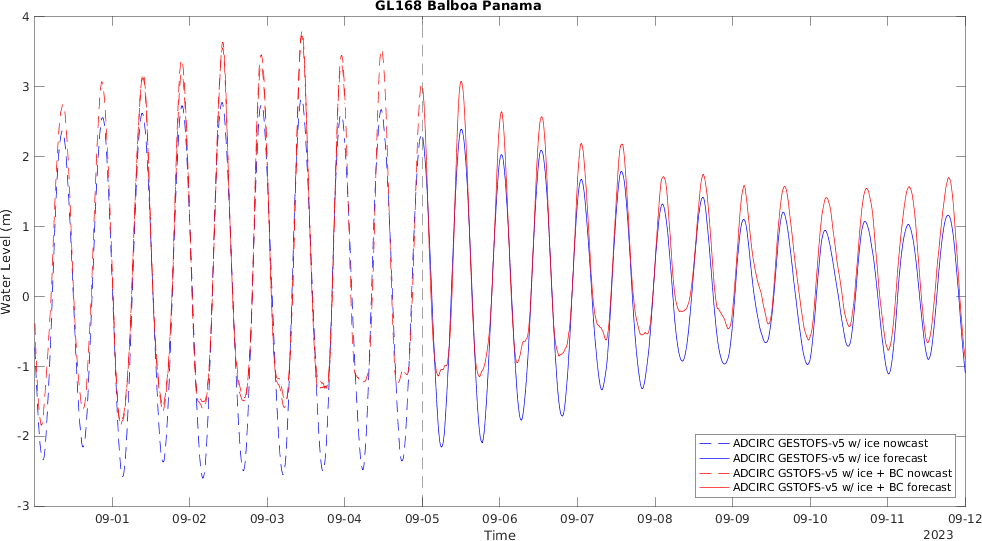 GL168 Balboa Panama
4
3
2
1
0
-1
-2
-3
Water Level (m)
ADCIRC GESTOFS-v5 w/ ice nowcast
ADCIRC GESTOFS-v5 w/ ice forecast
ADCIRC GSTOFS-v5 w/ ice + BC nowcast
ADCIRC GSTOFS-v5 w/ ice + BC forecast
09-01 09-02 09-03 09-04 09-05 09-06 09-07 09-08 09-09 09-10 09-11 09-12
Time
2023